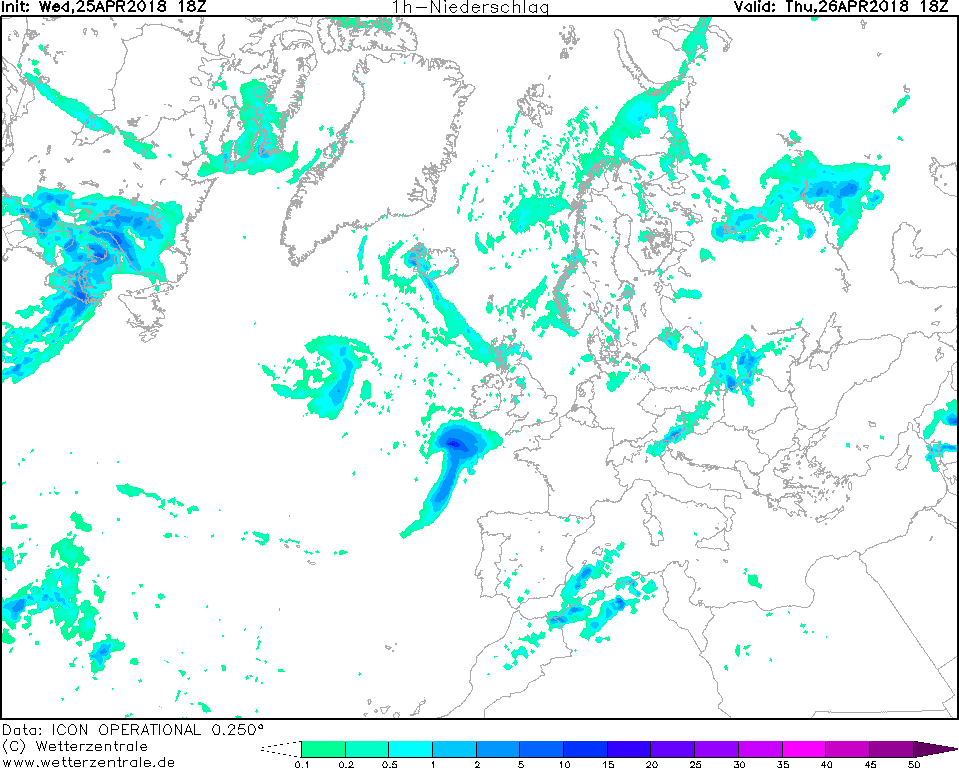 Init: Wed,25APR2018 18Z 1h-Niederschlag Valid: Thu,26APR2018 18Z
Data: ICON OPERATIONAL 0.250°
(C) Wetterzentrale
www.wetterzentrale.de
0.1 0.2 0.5 1 2 5 10 15 20 25 30 35 40 45 50